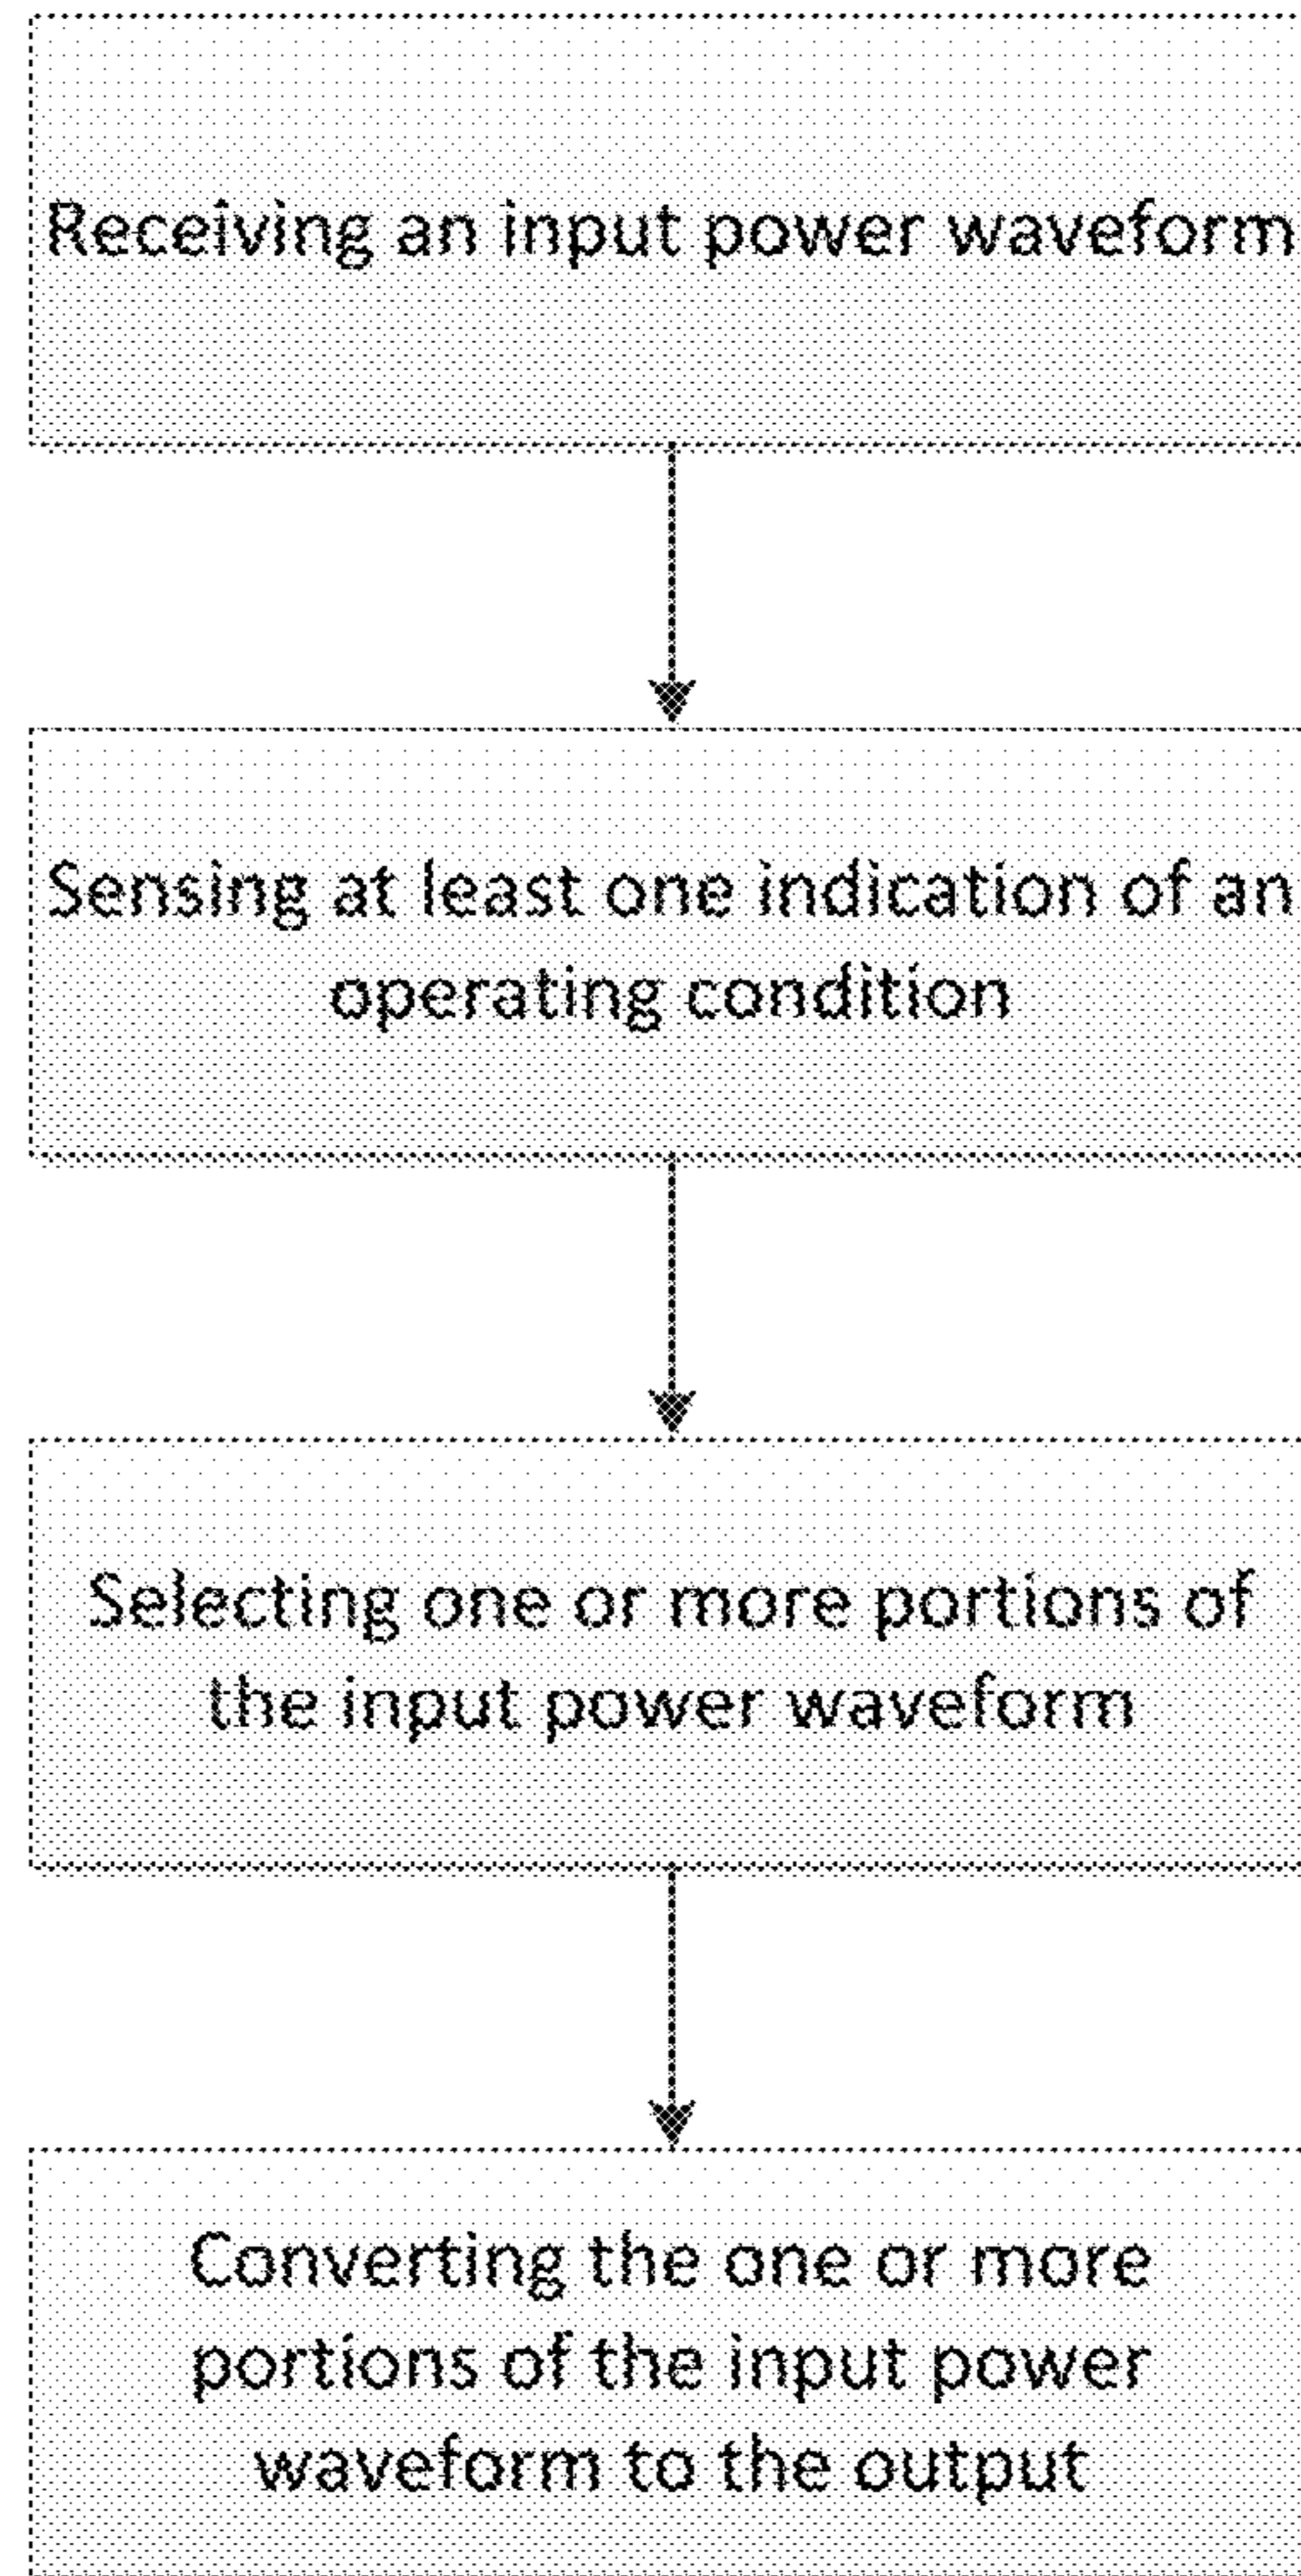 Receiving an input power waveform
Sensing at least one indication of an
operating condition
Selecting one or more portions of
the input power waveform
Converting the one or more
portions of the input power
waveform to the output